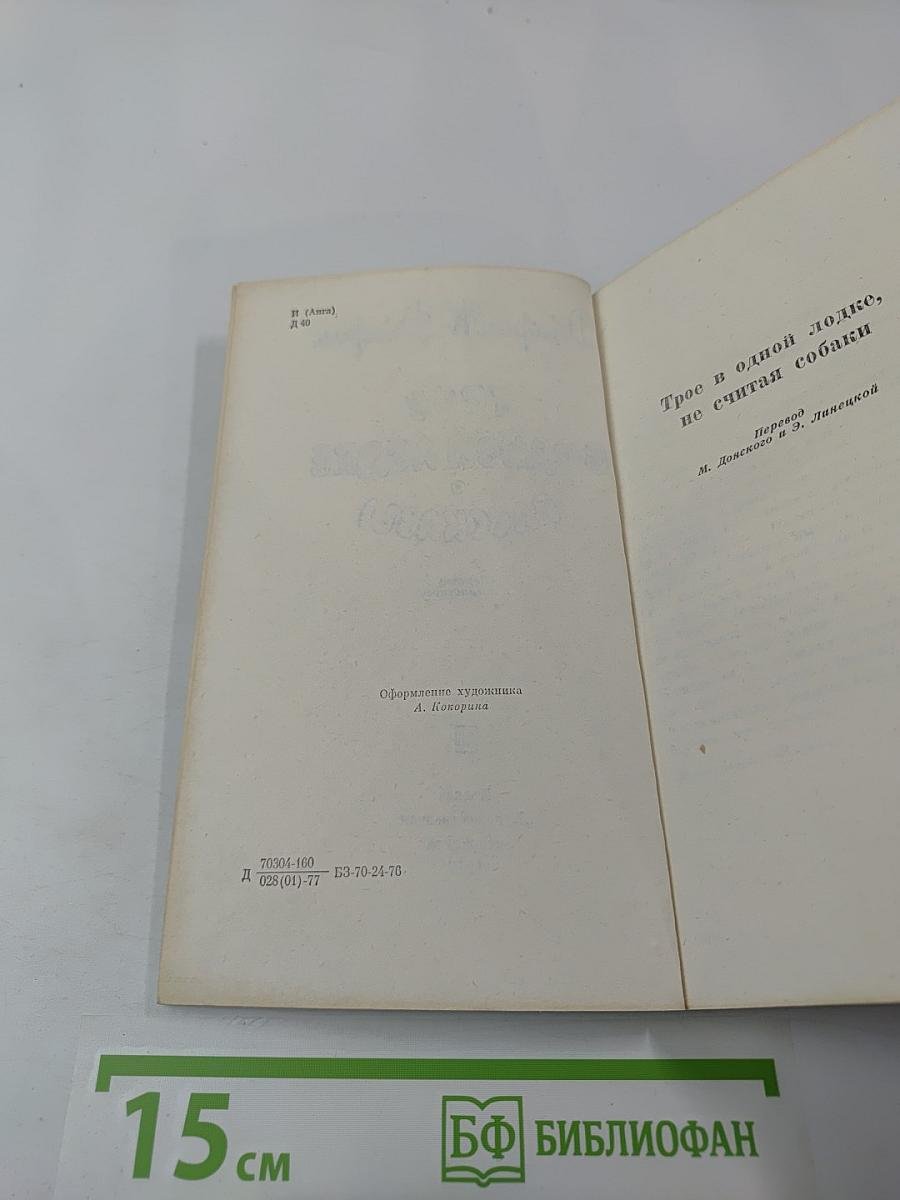 И (Англ)
Д 40
Оформление художника
А. Кокорина
Д 70304-160
028(01)-77 БЗ-70-24-76
Трое в одной лодке,
не считая собаки
Перевод
М. Донского и Э. Линецкой
15 см
БФ БИБЛИОФАН